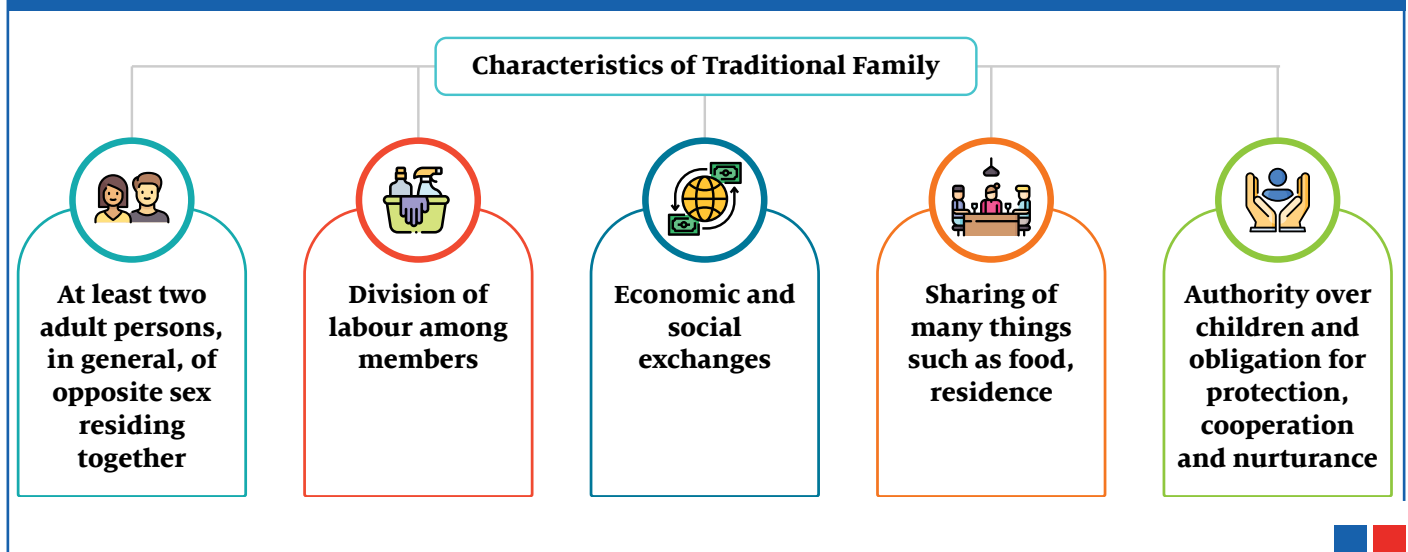 Characteristics of Traditional Family
At least two
adult persons,
in general, of
opposite sex
residing
together
Division of
labour among
members
Economic and
social
exchanges
Sharing of
many things
such as food,
residence
Authority over
children and
obligation for
protection,
cooperation
and nurturance